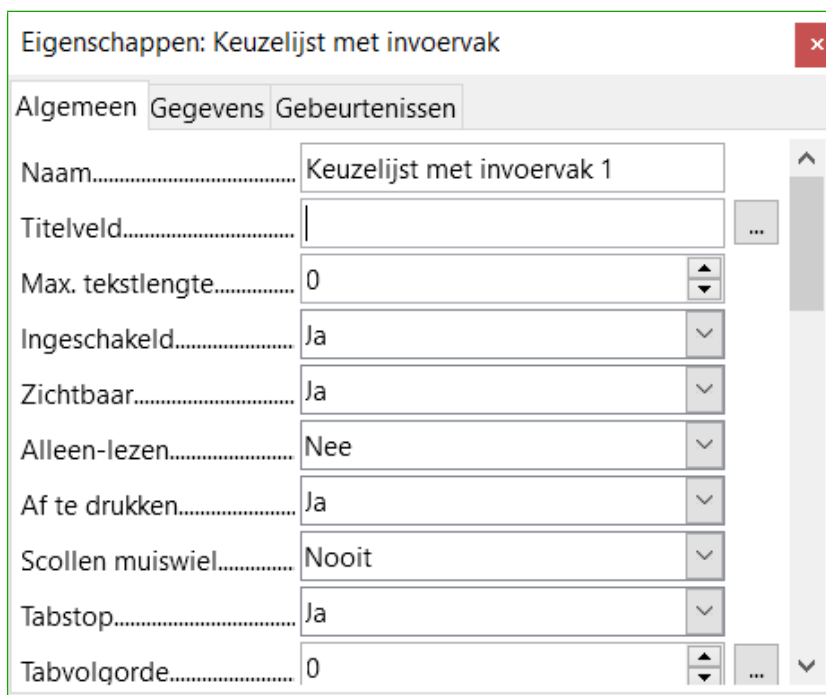 Eigenschappen: Keuzelijst met invoervak
Algemeen Gegevens Gebeurtenissen
Naam Keuzelijst met invoervak 1
Titelveld ...
Max. tekstlengte 0
Ingeschakeld Ja
Zichtbaar Ja
Alleen-lezen Nee
Af te drukken Ja
Scollen muiswiel Nooit
Tabstop Ja
Tabvolgorde 0 ...